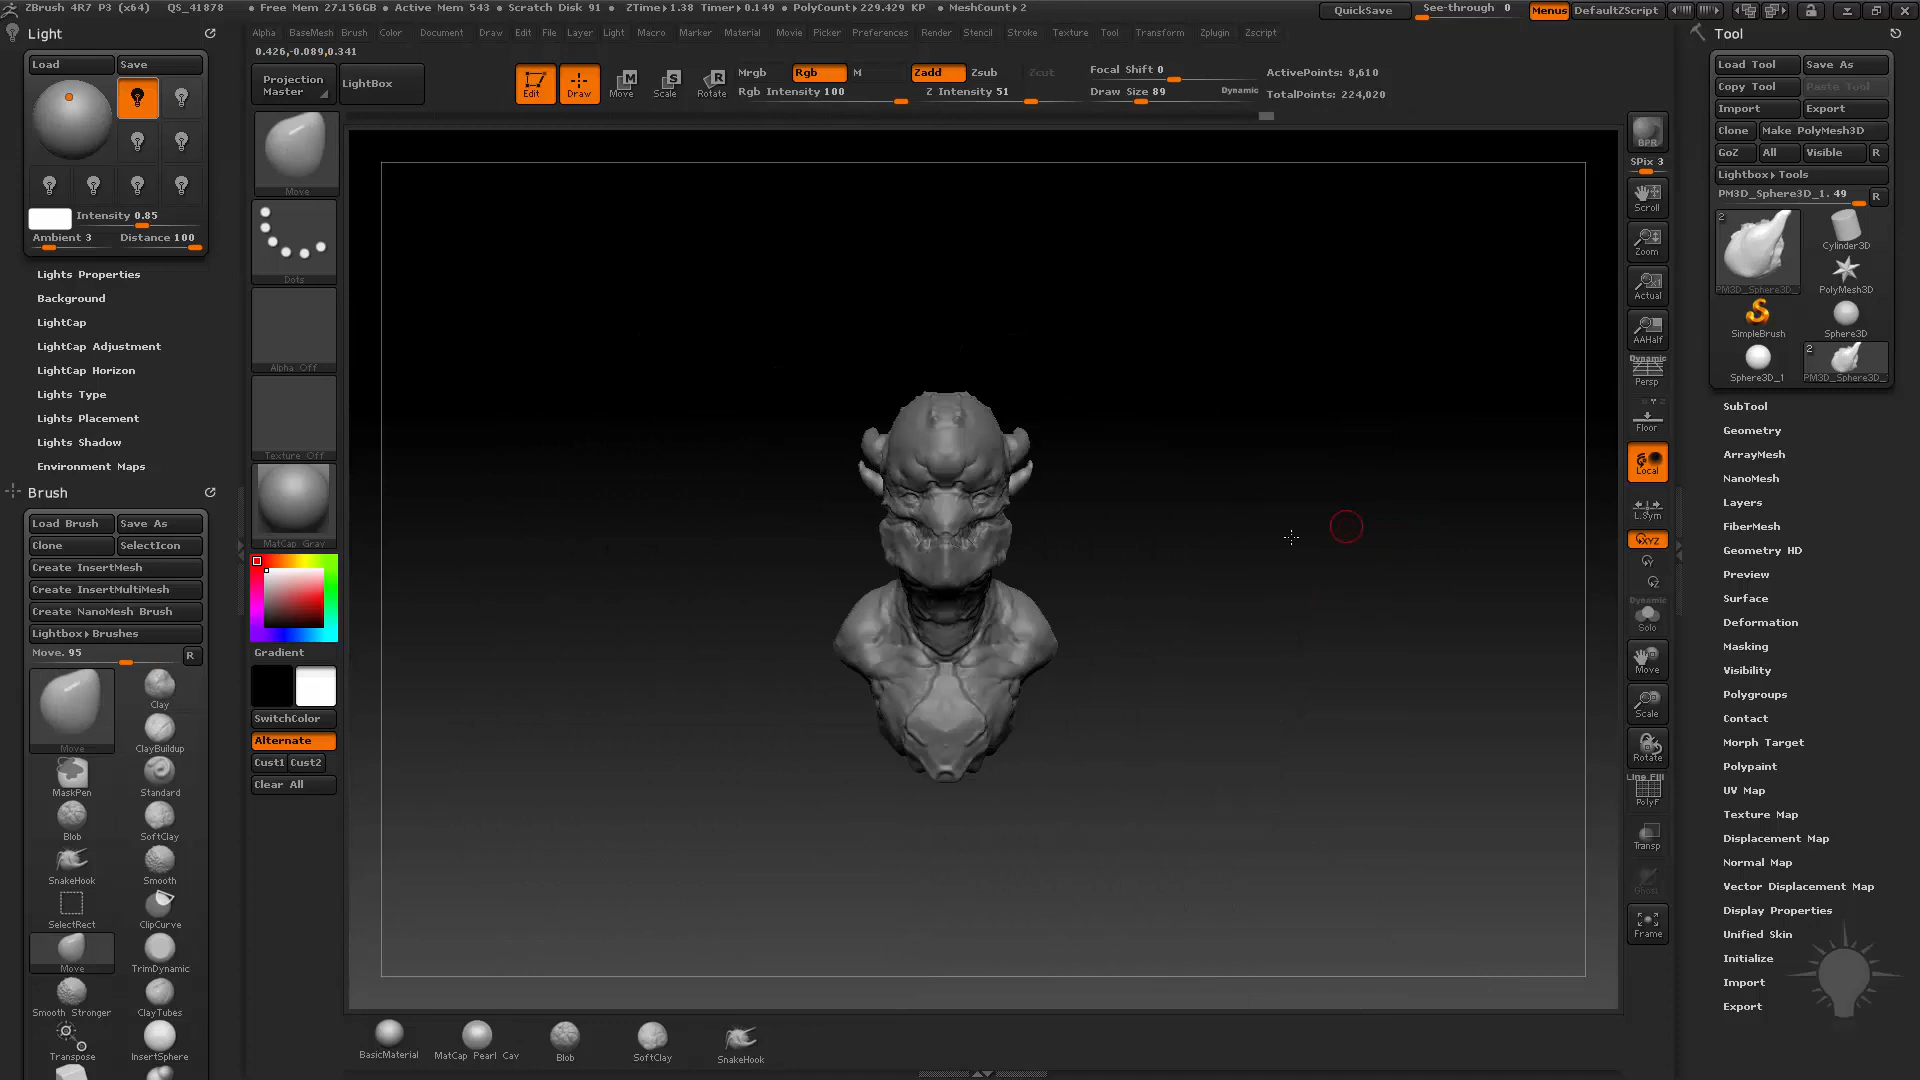 ZBrush 4R7 P3 (x64) QS_41878 • Free Mem 27.156GB • Active Mem 543 • Scratch Disk 91 • ZTime▸1.38 Timer▸0.149 • PolyCount▸229.429 KP • MeshCount▸2 QuickSave See-through 0 Menus DefaultZScript
Alpha BaseMesh Brush Color Document Draw Edit File Layer Light Macro Marker Material Movie Picker Preferences Render Stencil Stroke Texture Tool Transform Zplugin Zscript
0.426,-0.089,0.341
Light
Load Save
Intensity 0.85
Ambient 3 Distance 100
Lights Properties
Background
LightCap
LightCap Adjustment
LightCap Horizon
Lights Type
Lights Placement
Lights Shadow
Environment Maps
Brush
Load Brush Save As
Clone SelectIcon
Create InsertMesh
Create InsertMultiMesh
Create NanoMesh Brush
Lightbox▸Brushes
Move. 95 R
Move
Clay
ClayBuildup
MaskPen Standard
Blob SoftClay
SnakeHook Smooth
SelectRect ClipCurve
Move TrimDynamic
Smooth Stronger ClayTubes
Transpose InsertSphere
Projection Master
LightBox
Edit Draw Move Scale Rotate
Mrgb Rgb M Zadd Zsub Zcut
Rgb Intensity 100 Z Intensity 51
Focal Shift 0
Draw Size 89 Dynamic
ActivePoints: 8,610
TotalPoints: 224,020
Move
Dots
Alpha Off
Texture Off
MatCap Gray
Gradient
SwitchColor
Alternate
Cust1 Cust2
Clear All
BasicMaterial MatCap Pearl Cav Blob SoftClay SnakeHook
BPR
SPix 3
Scroll
Zoom
Actual
AAHalf
Dynamic
Persp
Floor
Local
L.Sym
XYZ
Y
Z
Dynamic
Solo
Move
Scale
Rotate
Line Fill
PolyF
Transp
Ghost
Frame
Tool
Load Tool Save As
Copy Tool Paste Tool
Import Export
Clone Make PolyMesh3D
GoZ All Visible R
Lightbox▸Tools
PM3D_Sphere3D_1. 49 R
2
PM3D_Sphere3D_
Cylinder3D
PolyMesh3D
SimpleBrush Sphere3D
Sphere3D_1
2
PM3D_Sphere3D_
SubTool
Geometry
ArrayMesh
NanoMesh
Layers
FiberMesh
Geometry HD
Preview
Surface
Deformation
Masking
Visibility
Polygroups
Contact
Morph Target
Polypaint
UV Map
Texture Map
Displacement Map
Normal Map
Vector Displacement Map
Display Properties
Unified Skin
Initialize
Import
Export